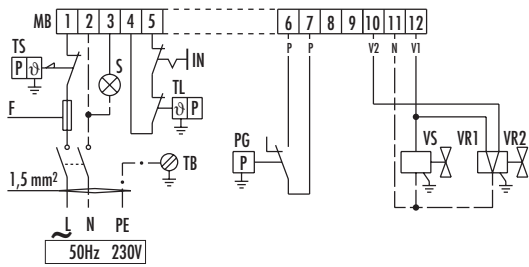 MB 1 2 3 4 5 6 7 8 9 10 11 12
P P V2 N V1
TS
P ϑ
S
IN
TL
ϑ P
F
PG
P
VS VR1 VR2
TB
1,5 mm²
L N PE
50Hz 230V